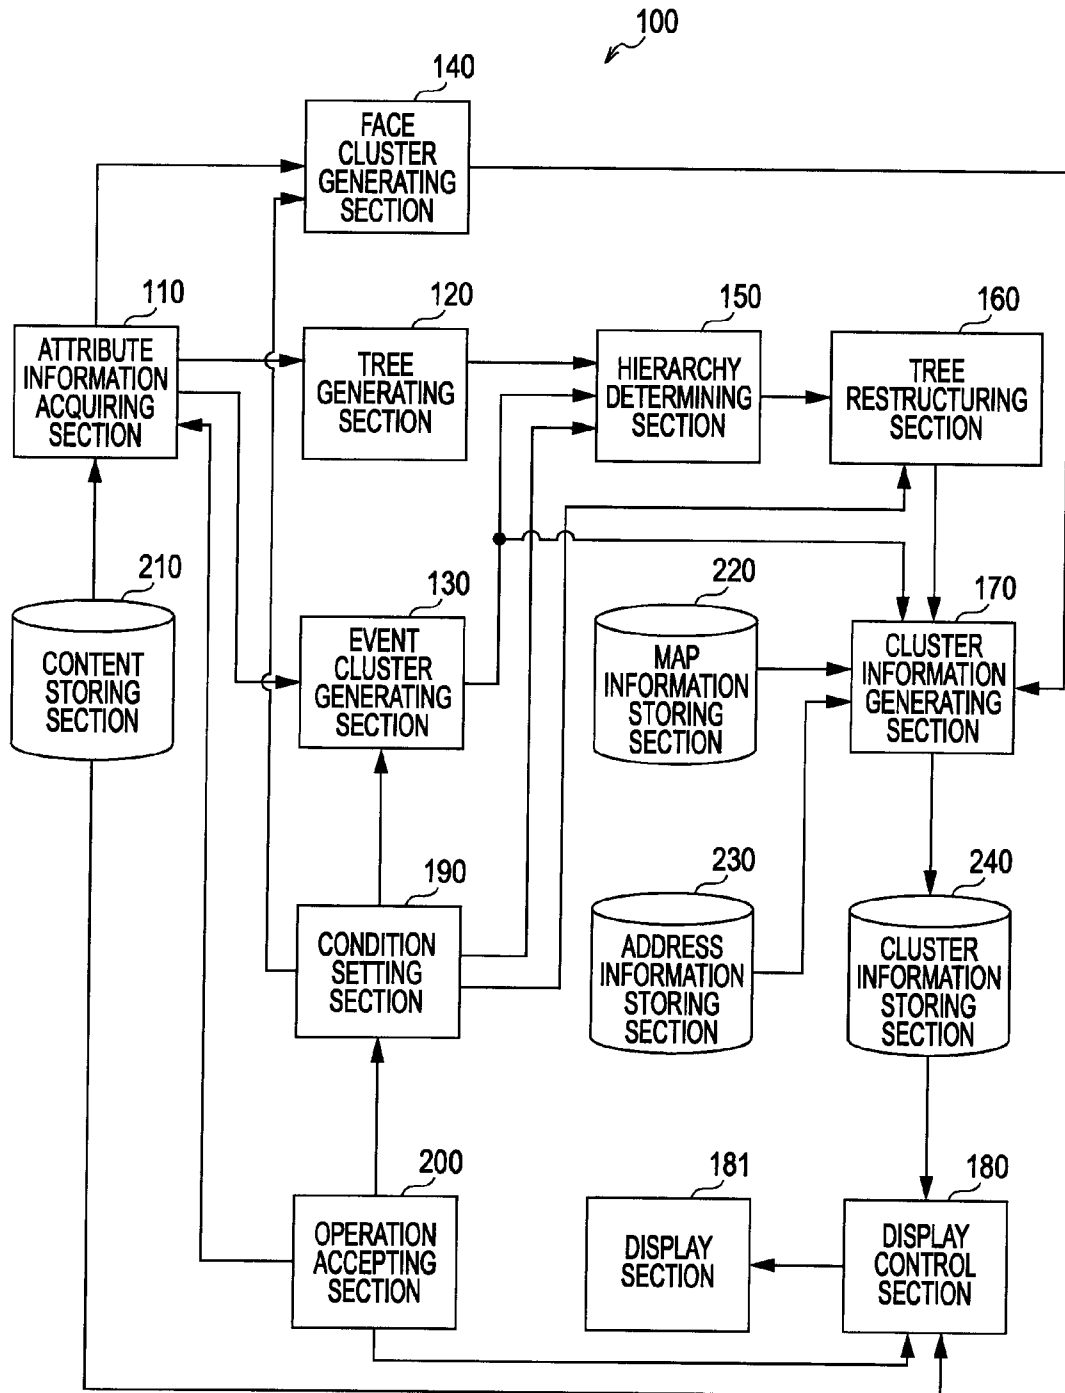 100
140
FACE
CLUSTER
GENERATING
SECTION
110
ATTRIBUTE
INFORMATION
ACQUIRING
SECTION
120
TREE
GENERATING
SECTION
150
HIERARCHY
DETERMINING
SECTION
160
TREE
RESTRUCTURING
SECTION
210
CONTENT
STORING
SECTION
130
EVENT
CLUSTER
GENERATING
SECTION
220
MAP
INFORMATION
STORING
SECTION
170
CLUSTER
INFORMATION
GENERATING
SECTION
190
CONDITION
SETTING
SECTION
230
ADDRESS
INFORMATION
STORING
SECTION
240
CLUSTER
INFORMATION
STORING
SECTION
200
OPERATION
ACCEPTING
SECTION
181
DISPLAY
SECTION
180
DISPLAY
CONTROL
SECTION